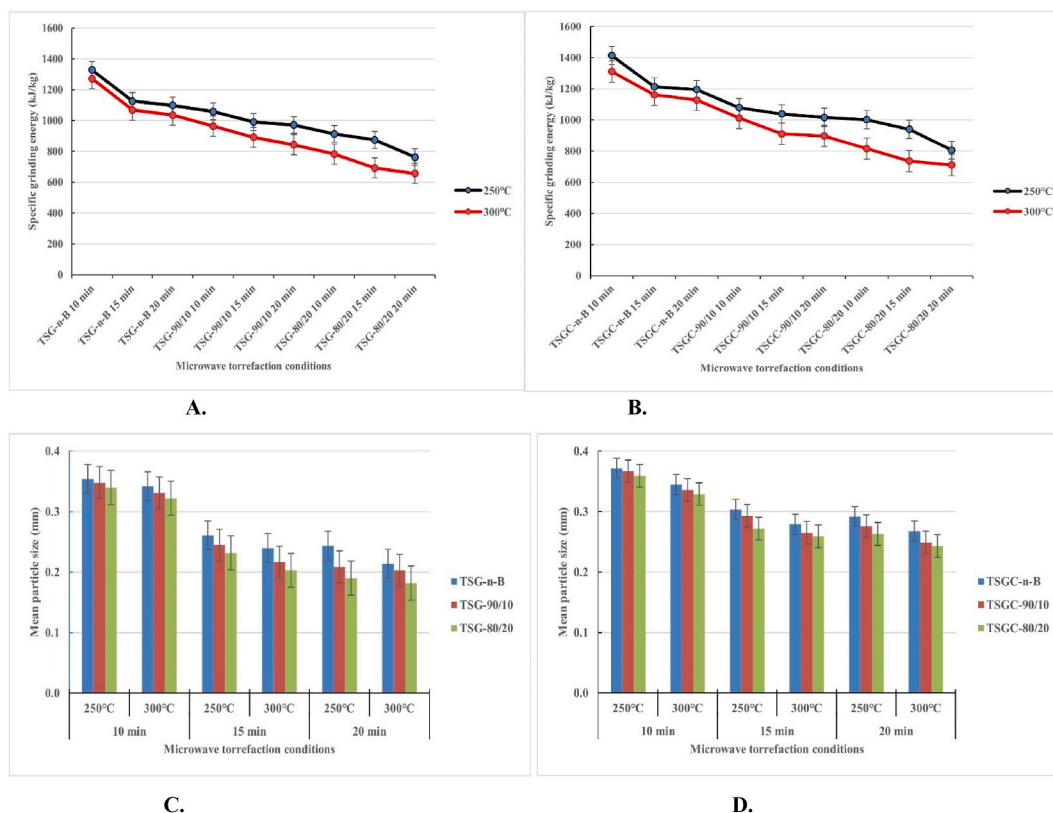 1600
1400
1200
1000
800
600
400
200
0
Specific grinding energy (kJ/kg)
250°C
300°C
TSG-n-B 10 min
TSG-n-B 15 min
TSG-n-B 20 min
TSG-90/10 10 min
TSG-90/10 15 min
TSG-90/10 20 min
TSG-80/20 10 min
TSG-80/20 15 min
TSG-80/20 20 min
Microwave torrefaction conditions
A.
1600
1400
1200
1000
800
600
400
200
0
Specific grinding energy (kJ/kg)
250°C
300°C
TSGC-n-B 10 min
TSGC-n-B 15 min
TSGC-n-B 20 min
TSGC-90/10 10 min
TSGC-90/10 15 min
TSGC-90/10 20 min
TSGC-80/20 10 min
TSGC-80/20 15 min
TSGC-80/20 20 min
Microwave torrefaction conditions
B.
0.4
0.3
0.2
0.1
0.0
Mean particle size (mm)
TSG-n-B
TSG-90/10
TSG-80/20
250°C 300°C 250°C 300°C 250°C 300°C
10 min 15 min 20 min
Microwave torrefaction conditions
C.
0.4
0.3
0.2
0.1
0.0
Mean particle size (mm)
TSGC-n-B
TSGC-90/10
TSGC-80/20
250°C 300°C 250°C 300°C 250°C 300°C
10 min 15 min 20 min
Microwave torrefaction conditions
D.